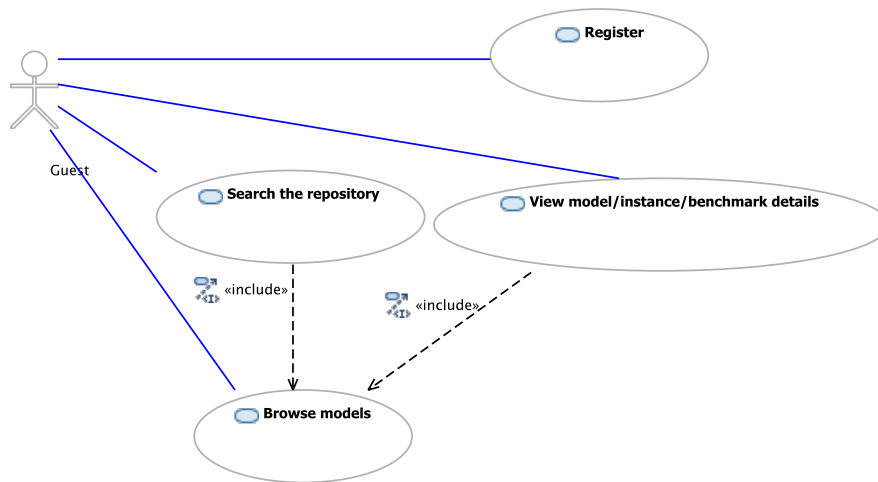 Register
Guest
Search the repository
View model/instance/benchmark details
«include»
«include»
Browse models